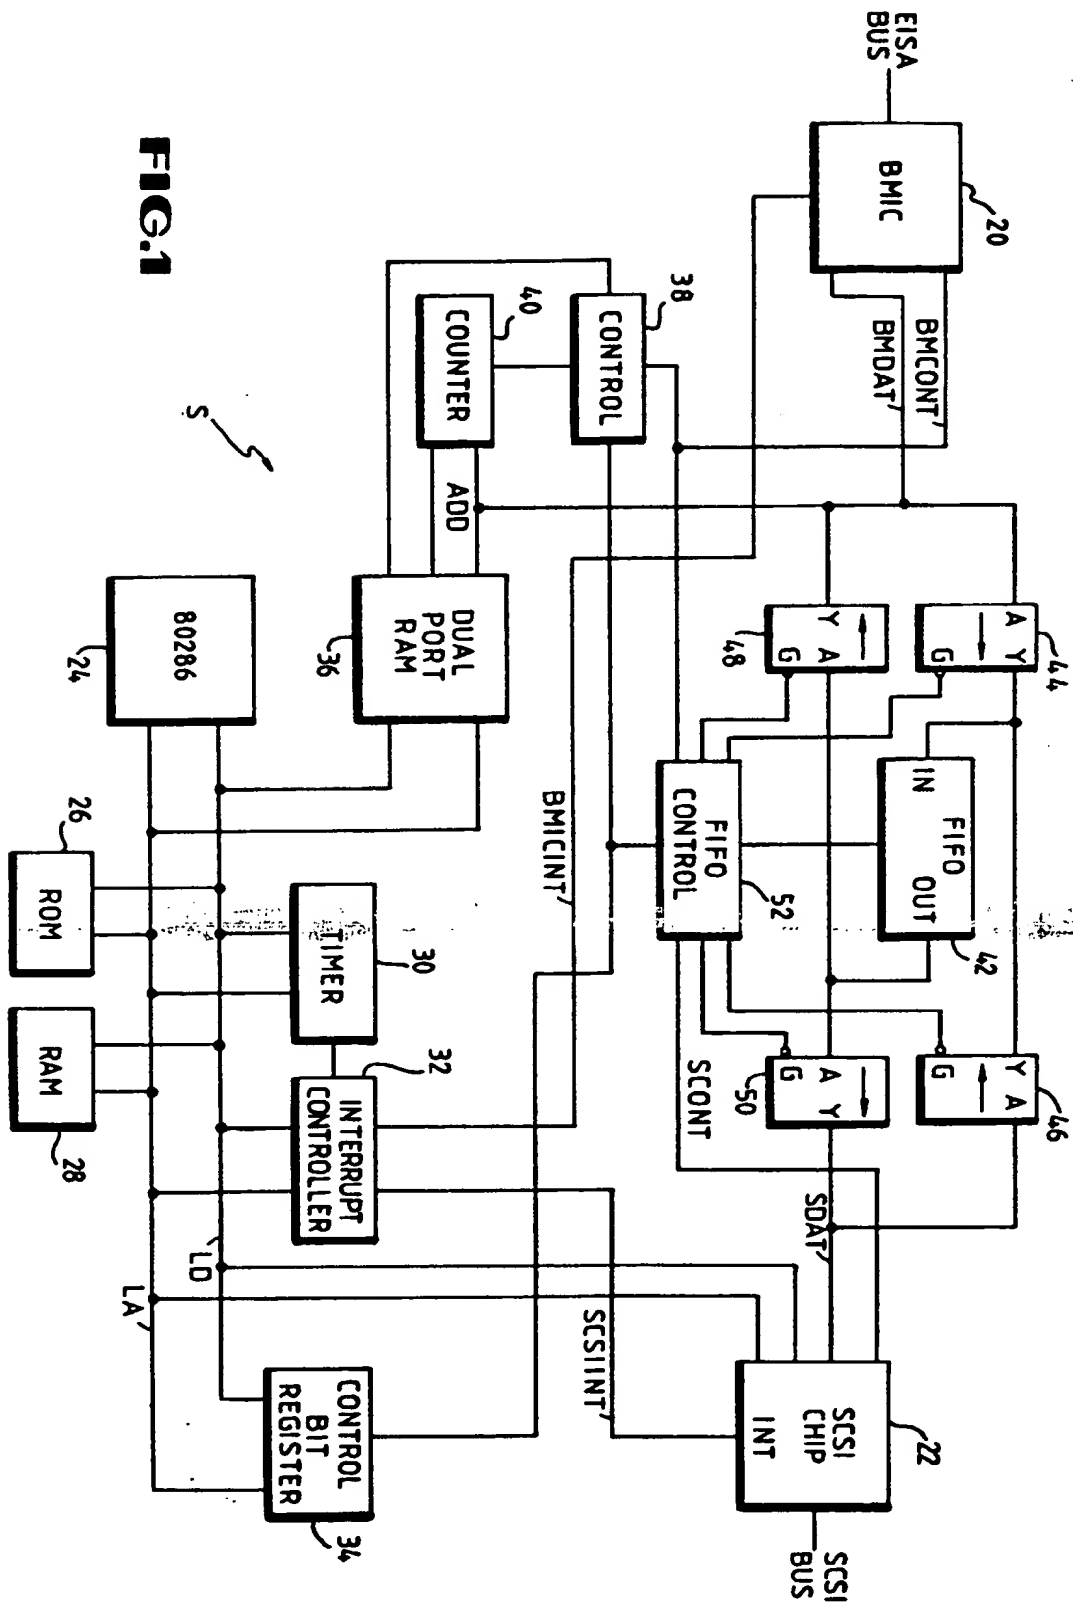 EISA
BUS
BMIC
20
BMCONT
BMDAT
44
A Y
G
46
Y A
G
FIFO
IN
OUT
42
48
Y A
G
50
A Y
G
FIFO
CONTROL
52
SCONT
SDAT
SCSI
CHIP
INT
22
SCSI
BUS
38
CONTROL
40
COUNTER
ADD
DUAL
PORT
RAM
36
BMICINT
SCSIINT
80286
24
26
ROM
RAM
28
TIMER
30
32
INTERRUPT
CONTROLLER
LD
LA
CONTROL
BIT
REGISTER
34
S
FIG.1